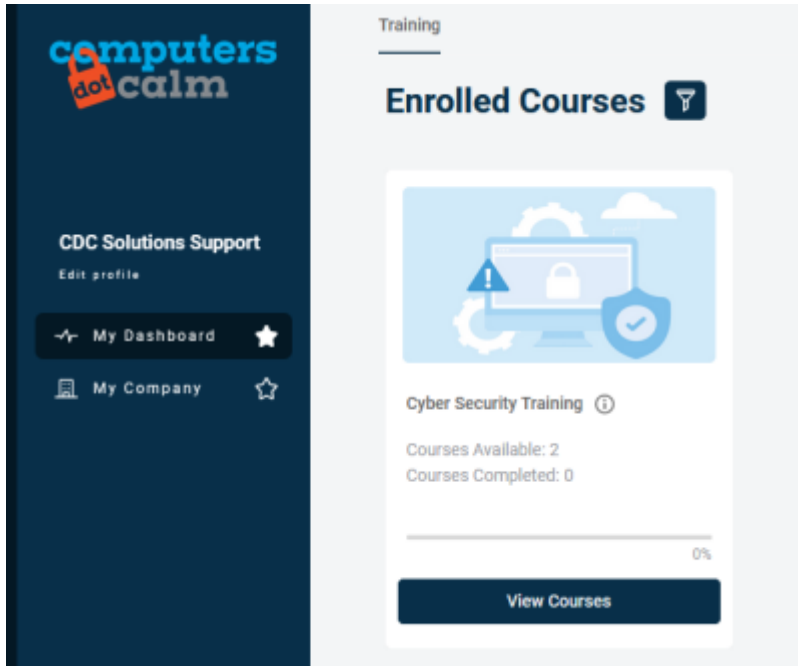 computers
dot calm
CDC Solutions Support
Edit profile
My Dashboard
My Company
Training
Enrolled Courses
Cyber Security Training
Courses Available: 2
Courses Completed: 0
0%
View Courses